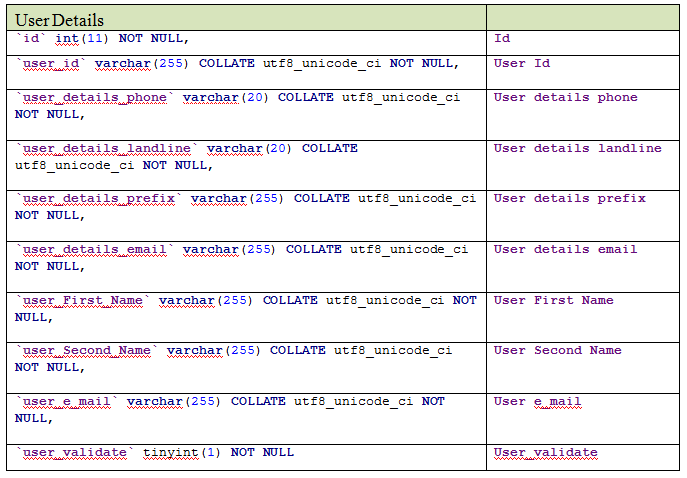 User Details
`id` int(11) NOT NULL,
Id
`user_id` varchar(255) COLLATE utf8_unicode_ci NOT NULL,
User Id
`user_details_phone` varchar(20) COLLATE utf8_unicode_ci
NOT NULL,
User details phone
`user_details_landline` varchar(20) COLLATE
utf8_unicode_ci NOT NULL,
User details landline
`user_details_prefix` varchar(255) COLLATE utf8_unicode_ci
NOT NULL,
User details prefix
`user_details_email` varchar(255) COLLATE utf8_unicode_ci
NOT NULL,
User details email
`user_First_Name` varchar(255) COLLATE utf8_unicode_ci NOT
NULL,
User First Name
`user_Second_Name` varchar(255) COLLATE utf8_unicode_ci
NOT NULL,
User Second Name
`user_e_mail` varchar(255) COLLATE utf8_unicode_ci NOT
NULL,
User e_mail
`user_validate` tinyint(1) NOT NULL
User_validate